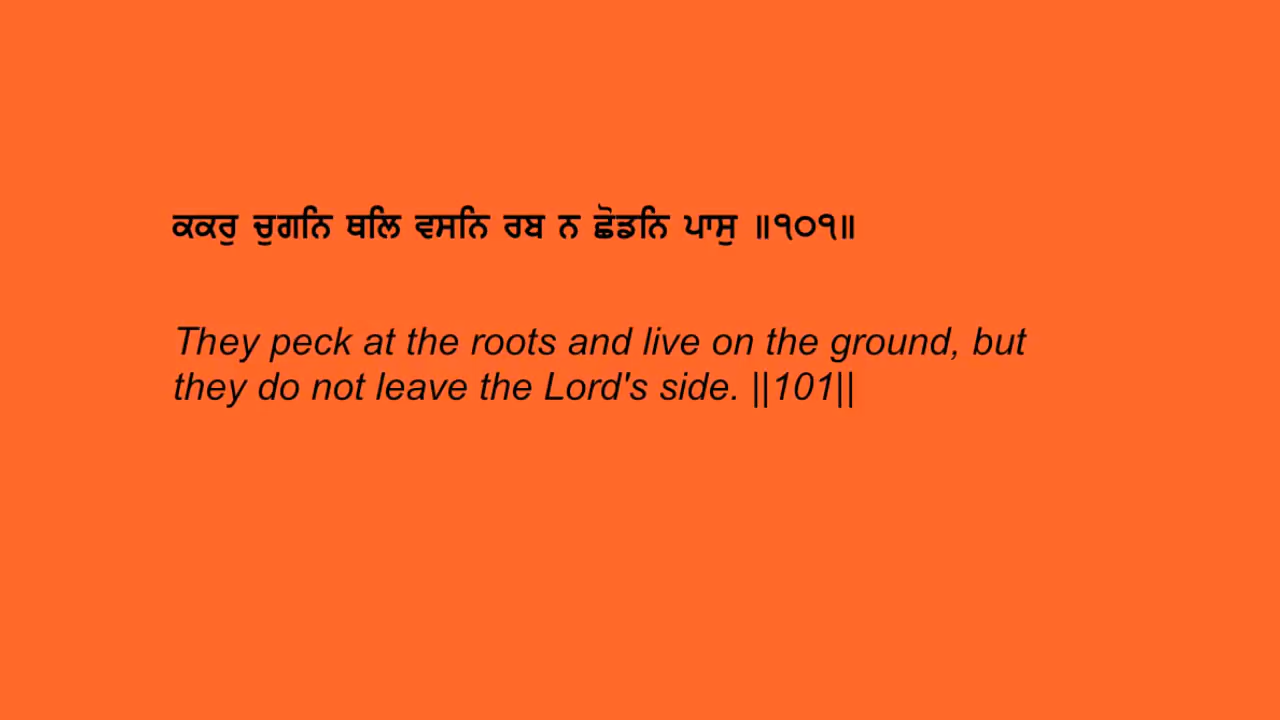 ਕਕਰੁ ਚੁਗਨਿ ਥਲਿ ਵਸਨਿ ਰਬ ਨ ਛੋਡਨਿ ਪਾਸੁ ॥੧੦੧॥
They peck at the roots and live on the ground, but
they do not leave the Lord's side. ||101||